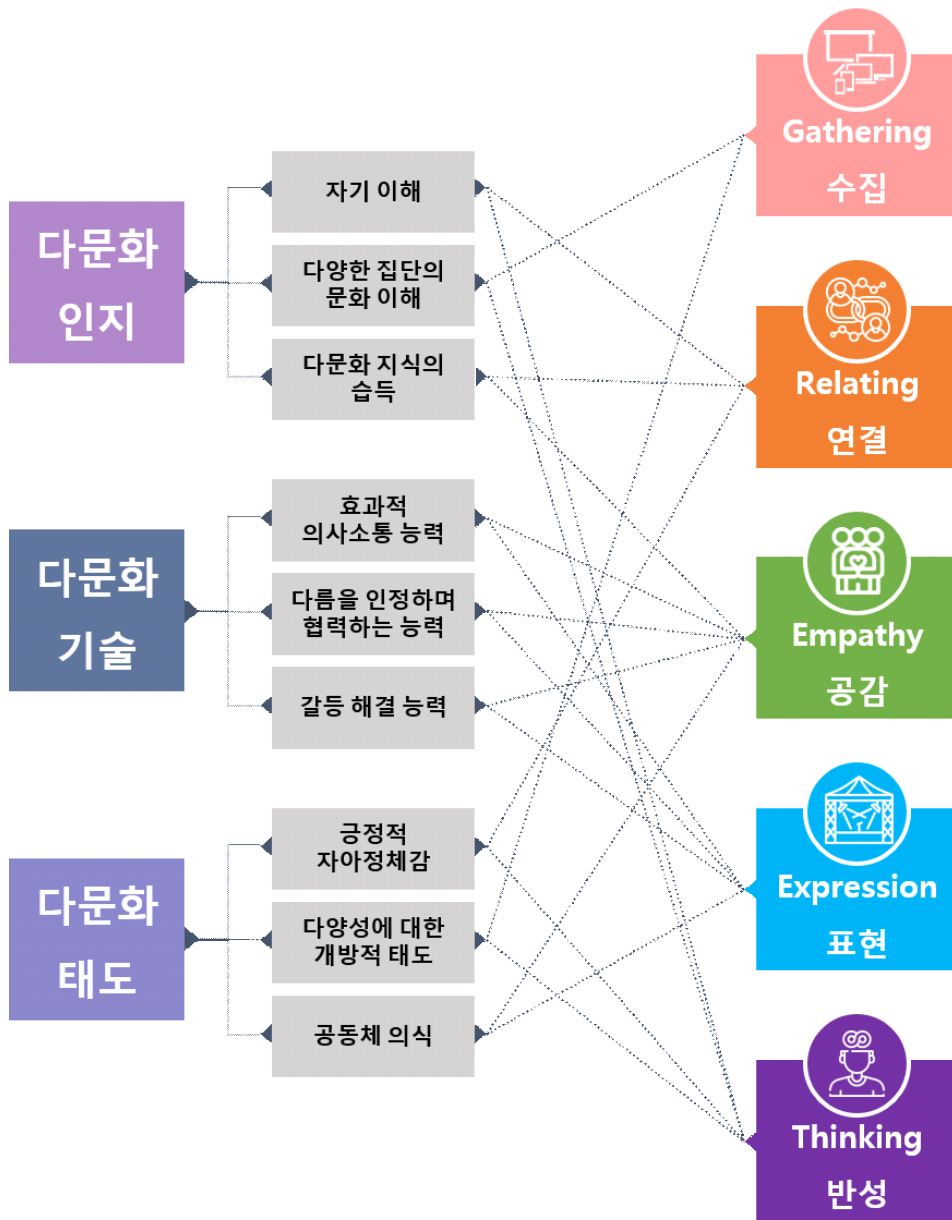 다문화
인지
자기 이해
다양한 집단의
문화 이해
다문화 지식의
습득
다문화
기술
효과적
의사소통 능력
다름을 인정하며
협력하는 능력
갈등 해결 능력
다문화
태도
긍정적
자아정체감
다양성에 대한
개방적 태도
공동체 의식
Gathering
수집
Relating
연결
Empathy
공감
Expression
표현
Thinking
반성